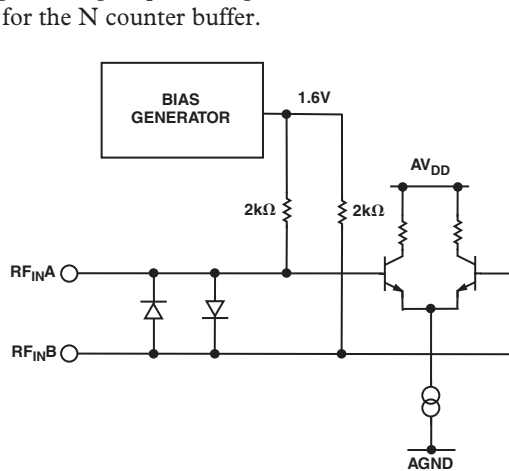 for the N counter buffer.
BIAS
GENERATOR
1.6V
AVDD
2kΩ
2kΩ
RFINA
RFINB
AGND